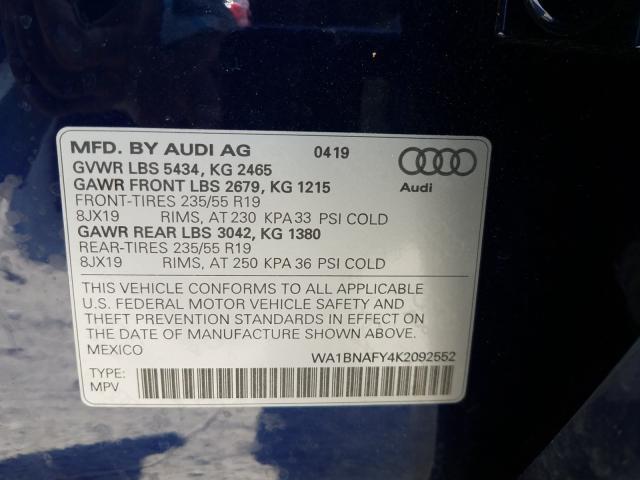 MFD. BY AUDI AG 04 19
GVWR LBS 5434, KG 2465
GAWR FRONT LBS 2679, KG 1215
FRONT-TIRES 235/55 R19
8JX19 RIMS, AT 230 KPA 33 PSI COLD
GAWR REAR LBS 3042, KG 1380
REAR-TIRES 235/55 R19
8JX19 RIMS, AT 250 KPA 36 PSI COLD
Audi
THIS VEHICLE CONFORMS TO ALL APPLICABLE
U.S. FEDERAL MOTOR VEHICLE SAFETY AND
THEFT PREVENTION STANDARDS IN EFFECT ON
THE DATE OF MANUFACTURE SHOWN ABOVE.
MEXICO WA1BNAFY4K2092552
TYPE:
MPV